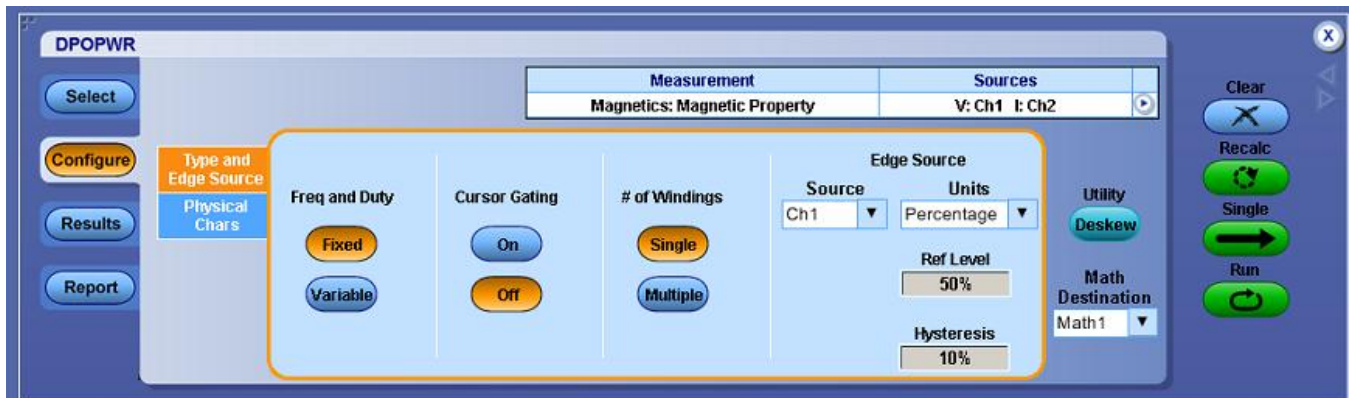 DPOPWR
X
Select
Configure
Results
Report
Measurement Sources
Magnetics: Magnetic Property V: Ch1 I: Ch2
Type and
Edge Source
Physical
Chars
Freq and Duty
Fixed
Variable
Cursor Gating
On
Off
# of Windings
Single
Multiple
Edge Source
Source Units
Ch1 Percentage
Ref Level
50%
Hysteresis
10%
Utility
Deskew
Math
Destination
Math1
Clear
Recalc
Single
Run